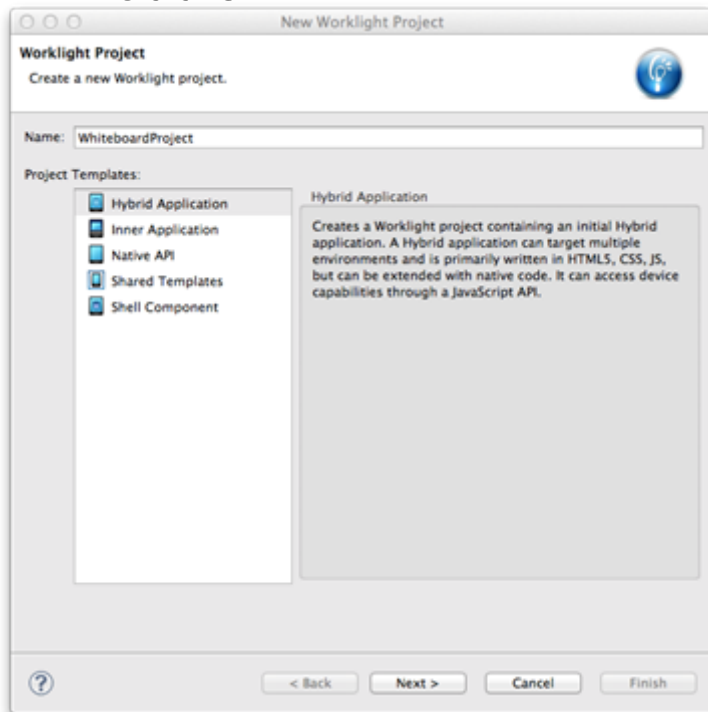 New Worklight Project
Worklight Project
Create a new Worklight project.
Name: WhiteboardProject
Project Templates:
Hybrid Application
Inner Application
Native API
Shared Templates
Shell Component
Hybrid Application
Creates a Worklight project containing an initial Hybrid
application. A Hybrid application can target multiple
environments and is primarily written in HTML5, CSS, JS,
but can be extended with native code. It can access device
capabilities through a JavaScript API.
?
< Back
Next >
Cancel
Finish